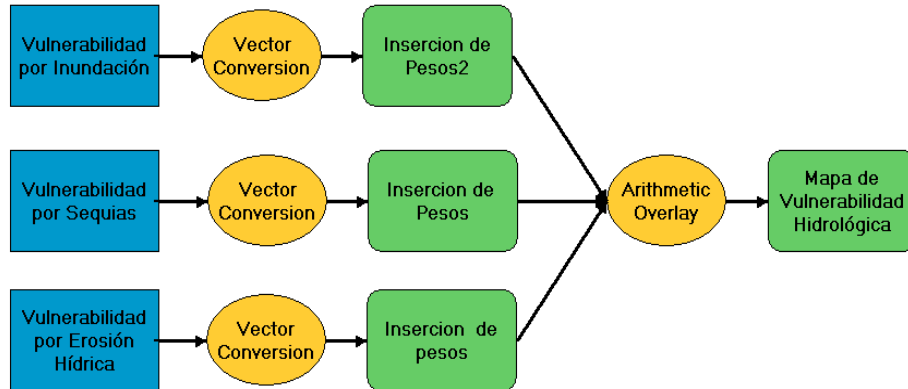 Vulnerabilidad
por Inundación
Vector
Conversion
Insercion de
Pesos2
Vulnerabilidad
por Sequias
Vector
Conversion
Insercion de
Pesos
Arithmetic
Overlay
Mapa de
Vulnerabilidad
Hidrológica
Vulnerabilidad
por Erosión
Hídrica
Vector
Conversion
Insercion de
pesos